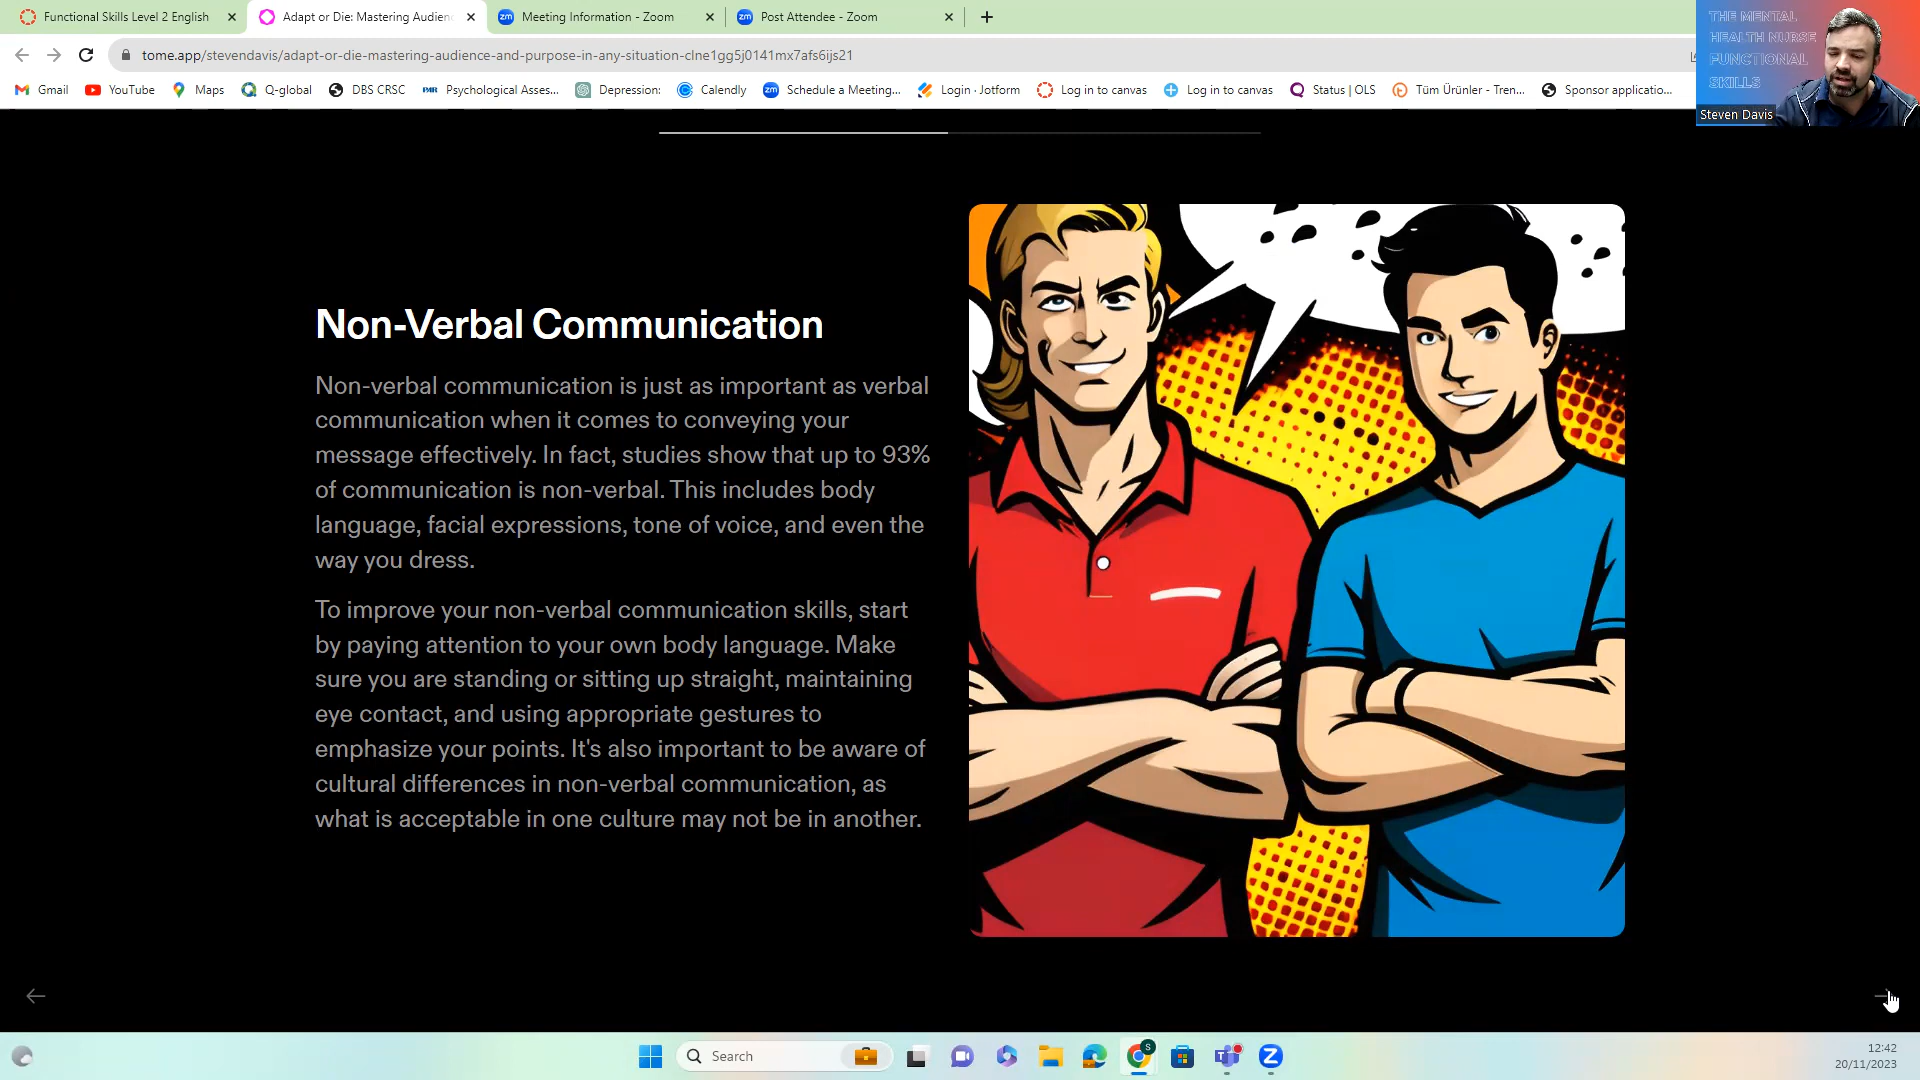 Functional Skills Level 2 English
Adapt or Die: Mastering Audien
Meeting Information - Zoom
Post Attendee - Zoom
tome.app/stevendavis/adapt-or-die-mastering-audience-and-purpose-in-any-situation-clne1gg5j0141mx7afs6ijs21
Gmail
YouTube
Maps
Q-global
DBS CRSC
Psychological Asses...
Depression:
Calendly
Schedule a Meeting...
Login · Jotform
Log in to canvas
Log in to canvas
Status | OLS
Tüm Ürünler - Tren...
Sponsor applicatio...
THE MENTAL
HEALTH NURSE
FUNCTIONAL
SKILLS
Steven Davis
Non-Verbal Communication
Non-verbal communication is just as important as verbal
communication when it comes to conveying your
message effectively. In fact, studies show that up to 93%
of communication is non-verbal. This includes body
language, facial expressions, tone of voice, and even the
way you dress.
To improve your non-verbal communication skills, start
by paying attention to your own body language. Make
sure you are standing or sitting up straight, maintaining
eye contact, and using appropriate gestures to
emphasize your points. It's also important to be aware of
cultural differences in non-verbal communication, as
what is acceptable in one culture may not be in another.
Search
12:42
20/11/2023